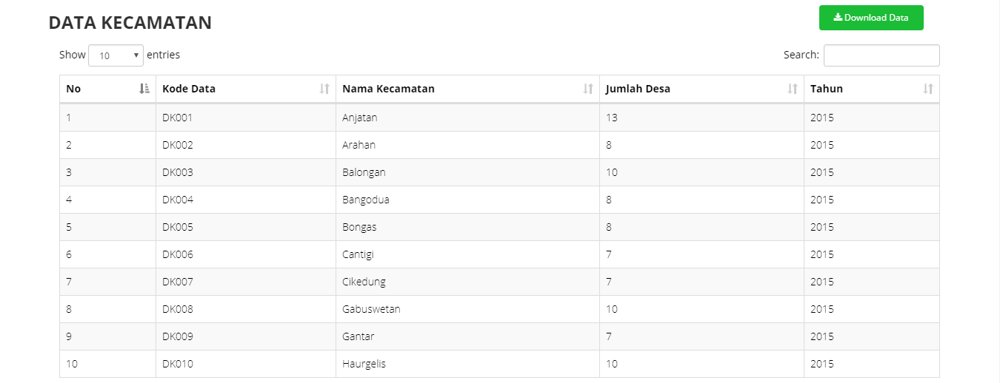 DATA KECAMATAN
Download Data
Show 10 entries
Search:
No Kode Data Nama Kecamatan Jumlah Desa Tahun
1 DK001 Anjatan 13 2015
2 DK002 Arahan 8 2015
3 DK003 Balongan 10 2015
4 DK004 Bangodua 8 2015
5 DK005 Bongas 8 2015
6 DK006 Cantigi 7 2015
7 DK007 Cikedung 7 2015
8 DK008 Gabuswetan 10 2015
9 DK009 Gantar 7 2015
10 DK010 Haurgelis 10 2015